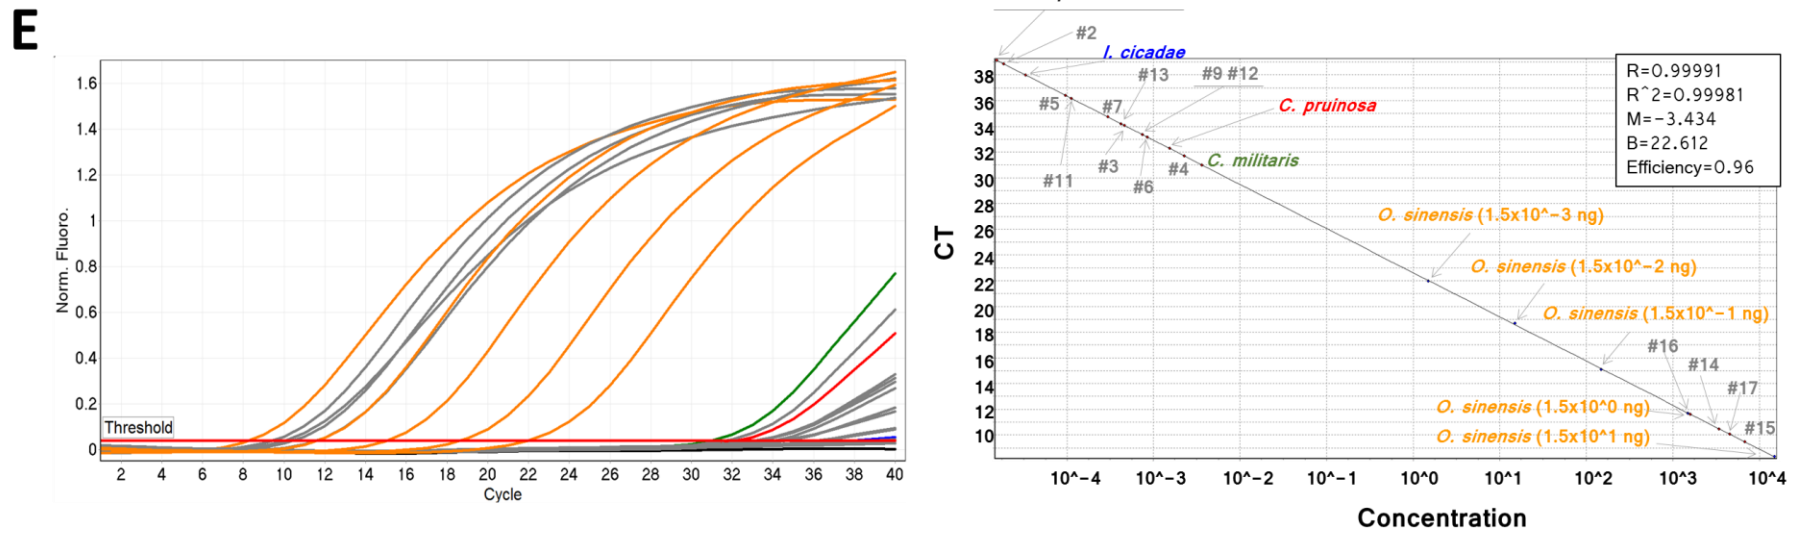 E
1.6
1.4
1.2
1
0.8
0.6
0.4
0.2
0
Norm. Fluoro.
Threshold
2 4 6 8 10 12 14 16 18 20 22 24 26 28 30 32 34 36 38 40
Cycle
#2
I. cicadae
#13
#9 #12
#5
#7
C. pruinosa
#3
#11
#6
#4
C. militaris
R=0.99991
R^2=0.99981
M=-3.434
B=22.612
Efficiency=0.96
O. sinensis (1.5x10^-3 ng)
O. sinensis (1.5x10^-2 ng)
O. sinensis (1.5x10^-1 ng)
#16
#14
#17
O. sinensis (1.5x10^0 ng)
#15
O. sinensis (1.5x10^1 ng)
38
36
34
32
30
28
26
24
22
20
18
16
14
12
10
CT
10^-4 10^-3 10^-2 10^-1 10^0 10^1 10^2 10^3 10^4
Concentration